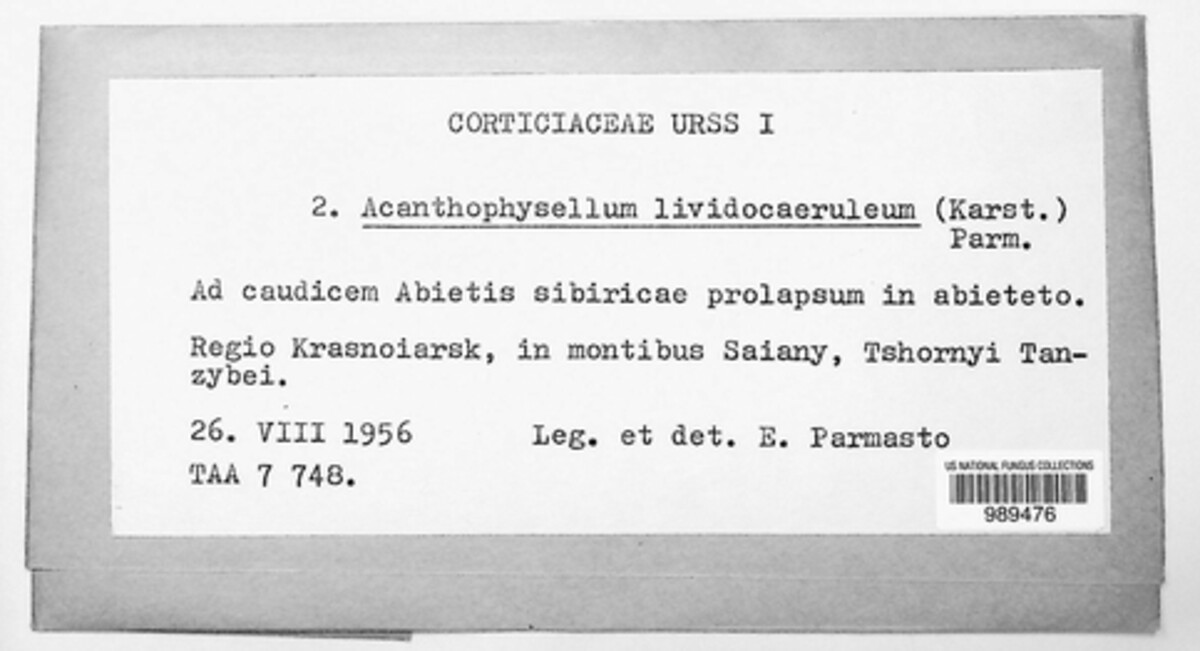 CORTICIACEAE URSS I
2. Acanthophysellum lividocaeruleum (Karst.)
Parm.
Ad caudicem Abietis sibiricae prolapsum in abieteto.
Regio Krasnoiarsk, in montibus Saiany, Tshornyi Tan-
zybei.
26. VIII 1956 Leg. et det. E. Parmasto
TAA 7 748.
US NATIONAL FUNGUS COLLECTIONS
989476